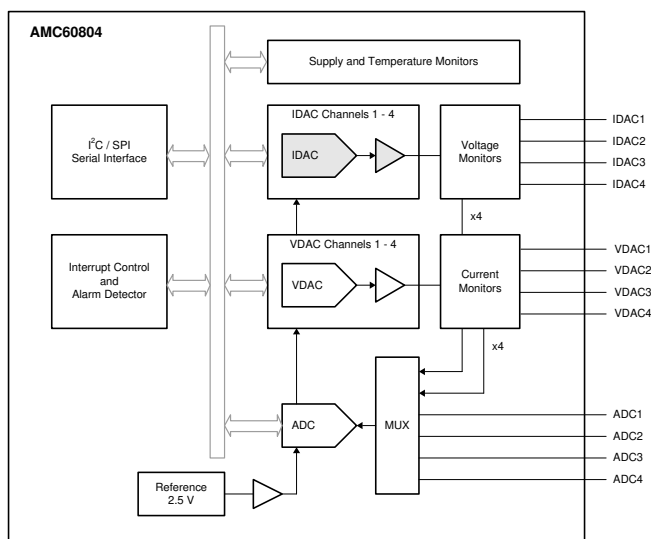 AMC60804
Supply and Temperature Monitors
I²C / SPI
Serial Interface
IDAC Channels 1 - 4
IDAC
Voltage
Monitors
IDAC1
IDAC2
IDAC3
IDAC4
x4
Interrupt Control
and
Alarm Detector
VDAC Channels 1 - 4
VDAC
Current
Monitors
VDAC1
VDAC2
VDAC3
VDAC4
x4
ADC
MUX
ADC1
ADC2
ADC3
ADC4
Reference
2.5 V